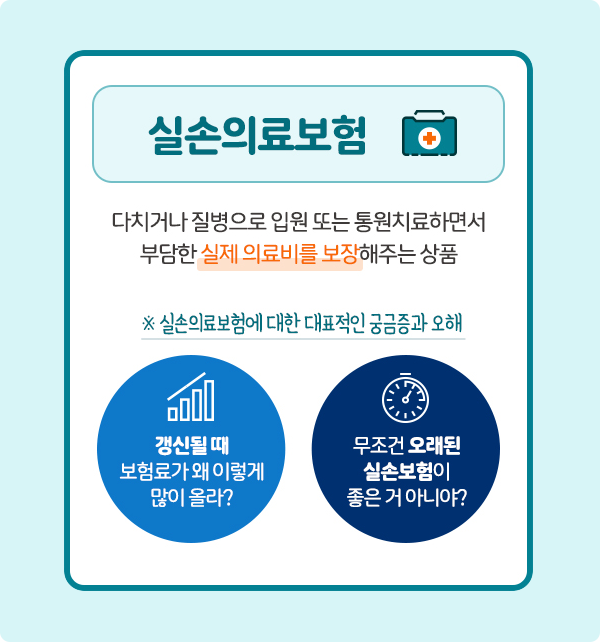 실손의료보험
다치거나 질병으로 입원 또는 통원치료하면서
부담한 실제 의료비를 보장해주는 상품
※ 실손의료보험에 대한 대표적인 궁금증과 오해
갱신될 때
보험료가 왜 이렇게
많이 올라?
무조건 오래된
실손보험이
좋은 거 아니야?